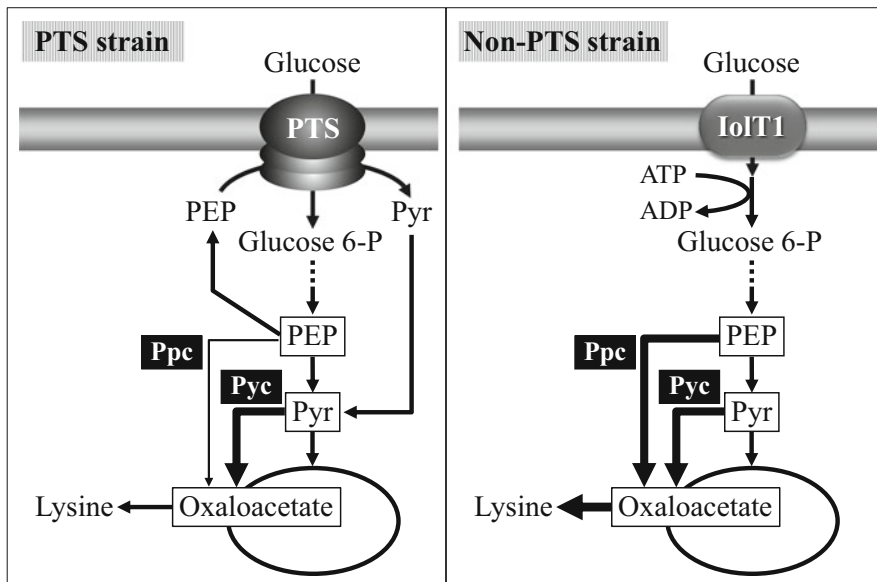 PTS strain
Glucose
PTS
PEP
Pyr
Glucose 6-P
PEP
Ppc
Pyc
Pyr
Lysine
Oxaloacetate
Non-PTS strain
Glucose
IolT1
ATP
ADP
Glucose 6-P
PEP
Ppc
Pyc
Pyr
Lysine
Oxaloacetate